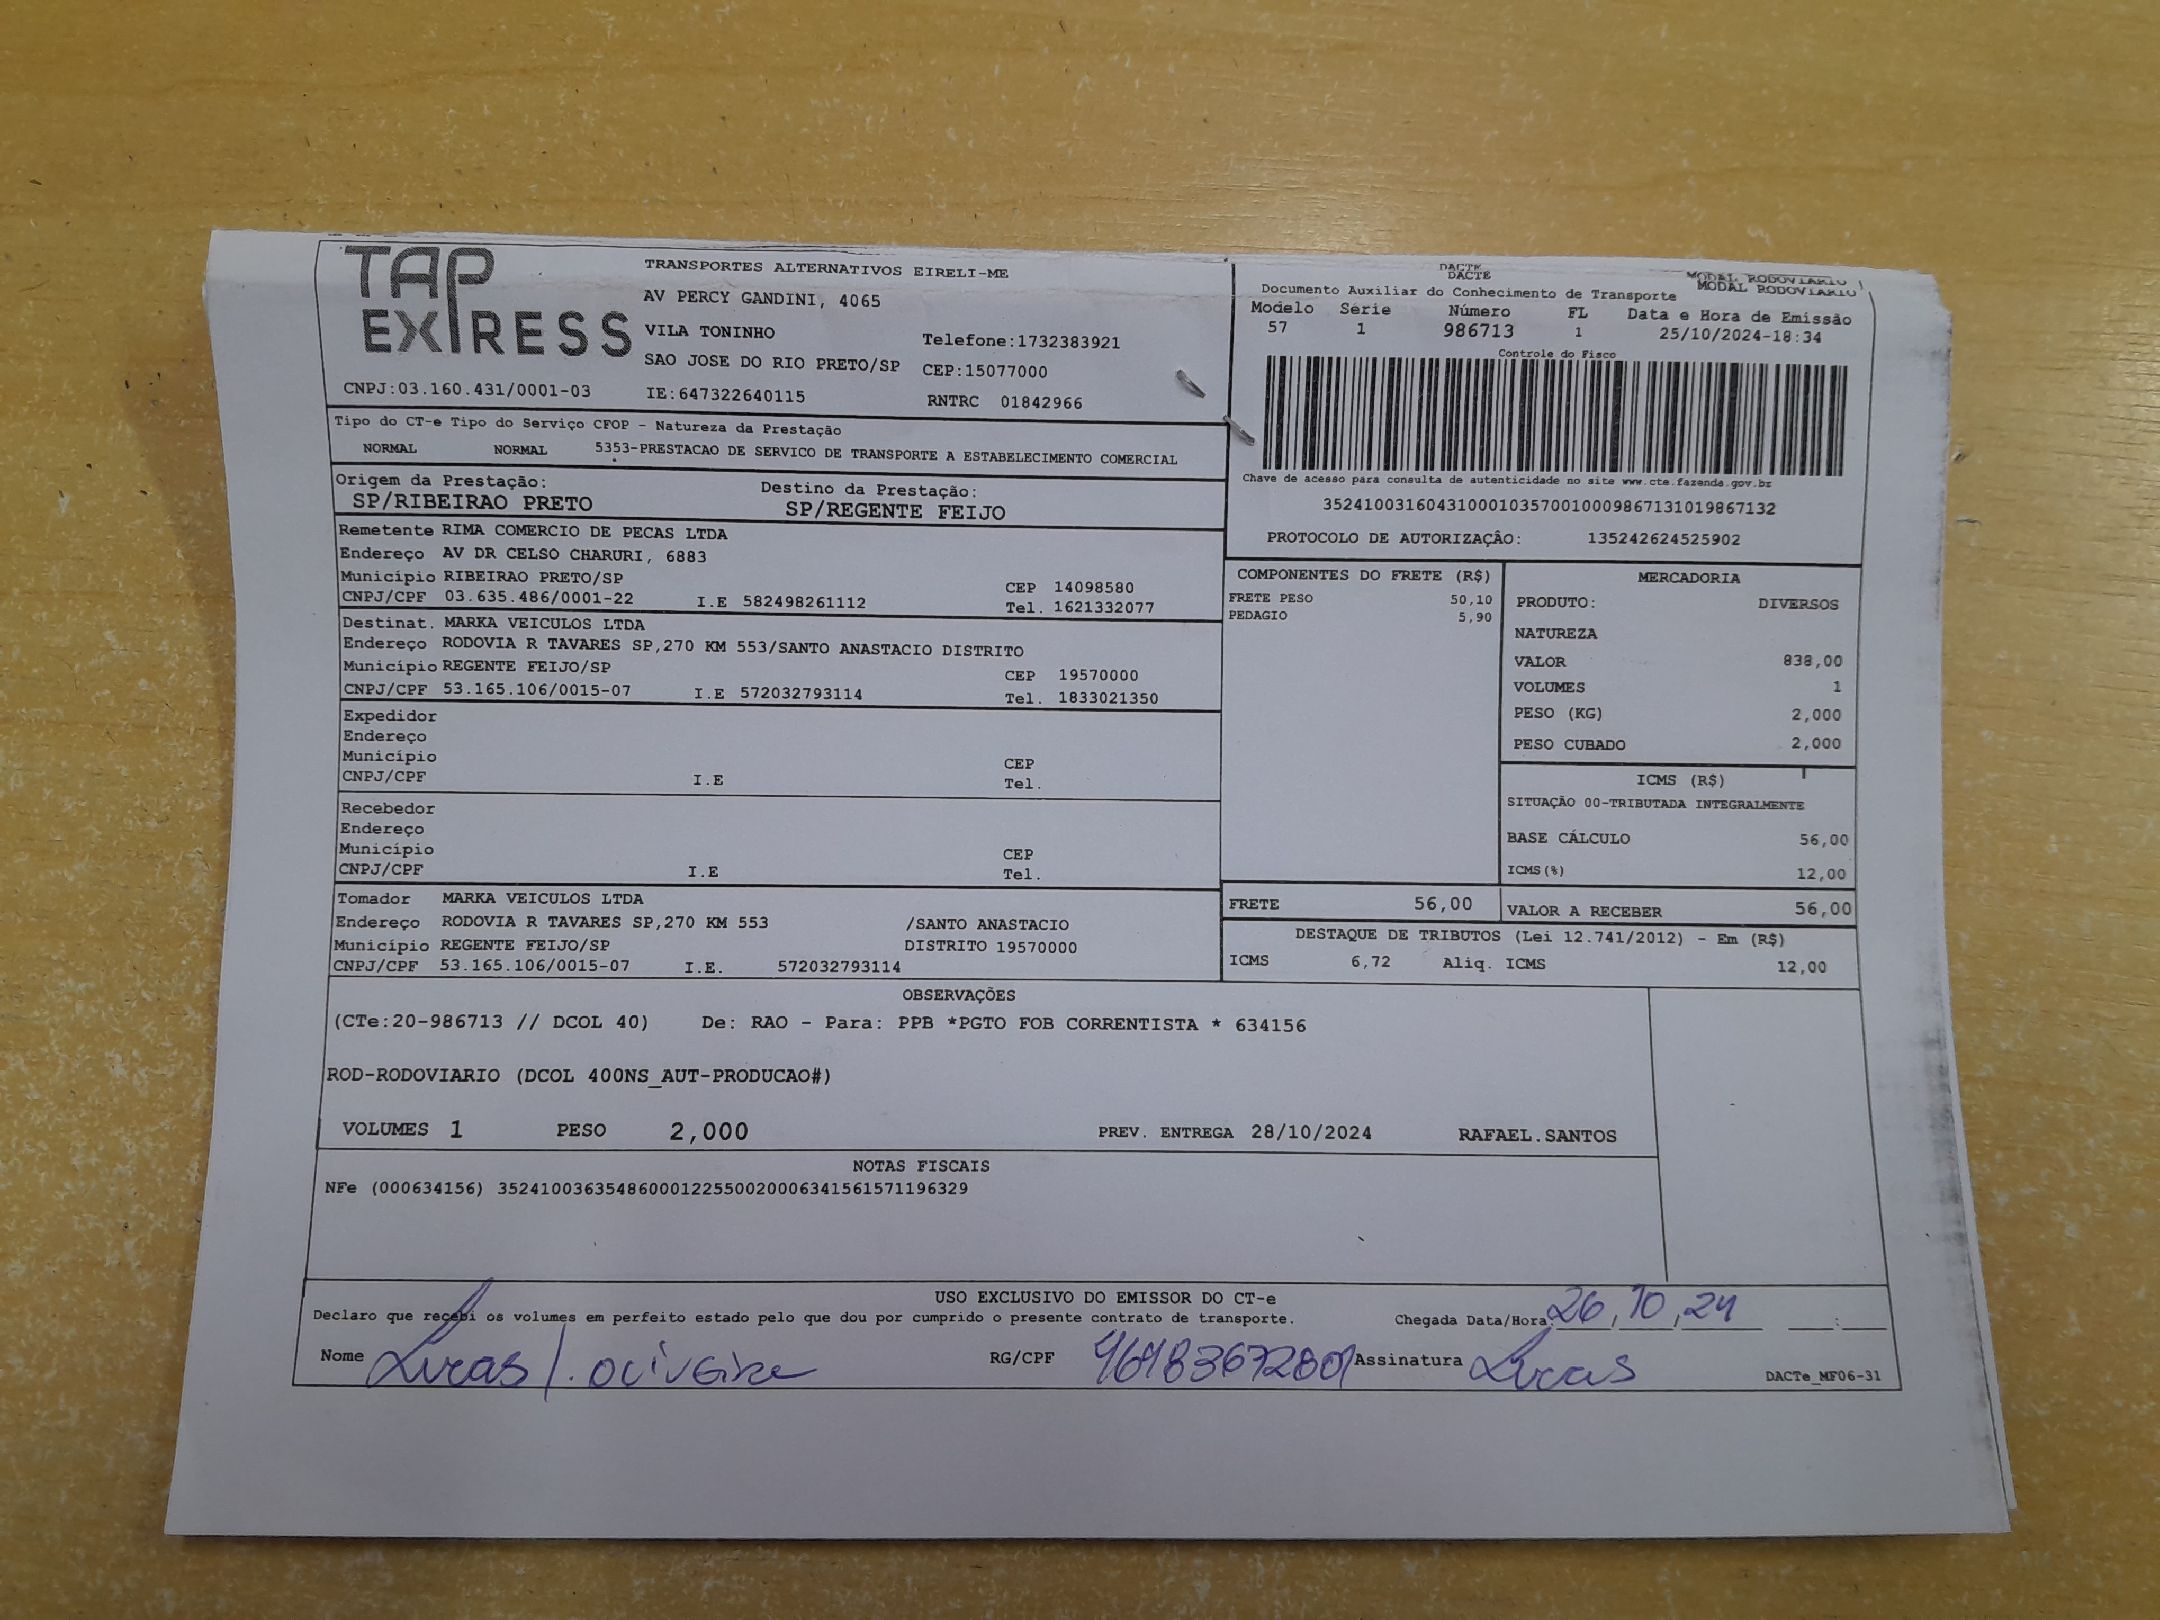 TAP EXPRESS
TRANSPORTES ALTERNATIVOS EIRELI-ME
AV PERCY GANDINI, 4065
VILA TONINHO Telefone:1732383921
SAO JOSE DO RIO PRETO/SP CEP:15077000
CNPJ:03.160.431/0001-03 IE:647322640115 RNTRC 01842966
DACTE
DACTE
MODAL RODOVIARIO
MODAL RODOVIARIO
Documento Auxiliar do Conhecimento de Transporte
Modelo Serie Número FL Data e Hora de Emissão
57 1 986713 1 25/10/2024-18:34
Controle do Fisco
Chave de acesso para consulta de autenticidade no site www.cte.fazenda.gov.br
35241003160431000103570010009867131019867132
PROTOCOLO DE AUTORIZAÇÃO: 135242624525902
Tipo do CT-e Tipo do Serviço CFOP - Natureza da Prestação
NORMAL NORMAL 5353-PRESTACAO DE SERVICO DE TRANSPORTE A ESTABELECIMENTO COMERCIAL
Origem da Prestação: Destino da Prestação:
SP/RIBEIRAO PRETO SP/REGENTE FEIJO
Remetente RIMA COMERCIO DE PECAS LTDA
Endereço AV DR CELSO CHARURI, 6883
Município RIBEIRAO PRETO/SP CEP 14098580
CNPJ/CPF 03.635.486/0001-22 I.E 582498261112 Tel. 1621332077
Destinat. MARKA VEICULOS LTDA
Endereço RODOVIA R TAVARES SP,270 KM 553/SANTO ANASTACIO DISTRITO
Município REGENTE FEIJO/SP CEP 19570000
CNPJ/CPF 53.165.106/0015-07 I.E 572032793114 Tel. 1833021350
Expedidor
Endereço
Município CEP
CNPJ/CPF I.E Tel.
Recebedor
Endereço
Município CEP
CNPJ/CPF I.E Tel.
Tomador MARKA VEICULOS LTDA
Endereço RODOVIA R TAVARES SP,270 KM 553 /SANTO ANASTACIO
Município REGENTE FEIJO/SP DISTRITO 19570000
CNPJ/CPF 53.165.106/0015-07 I.E. 572032793114
COMPONENTES DO FRETE (R$)
FRETE PESO 50,10
PEDAGIO 5,90
MERCADORIA
PRODUTO: DIVERSOS
NATUREZA
VALOR 838,00
VOLUMES 1
PESO (KG) 2,000
PESO CUBADO 2,000
ICMS (R$)
SITUAÇÃO 00-TRIBUTADA INTEGRALMENTE
BASE CÁLCULO 56,00
ICMS(%) 12,00
FRETE 56,00 VALOR A RECEBER 56,00
DESTAQUE DE TRIBUTOS (Lei 12.741/2012) - Em (R$)
ICMS 6,72 Aliq. ICMS 12,00
OBSERVAÇÕES
(CTe:20-986713 // DCOL 40) De: RAO - Para: PPB *PGTO FOB CORRENTISTA * 634156
ROD-RODOVIARIO (DCOL 400NS_AUT-PRODUCAO#)
VOLUMES 1 PESO 2,000 PREV. ENTREGA 28/10/2024 RAFAEL.SANTOS
NOTAS FISCAIS
NFe (000634156) 35241003635486000122550020006341561571196329
USO EXCLUSIVO DO EMISSOR DO CT-e
Declaro que recebi os volumes em perfeito estado pelo que dou por cumprido o presente contrato de transporte. Chegada Data/Hora: 26, 10, 24 :
Nome Lucas oliveira RG/CPF Assinatura Lucas DACTe_MF06-31